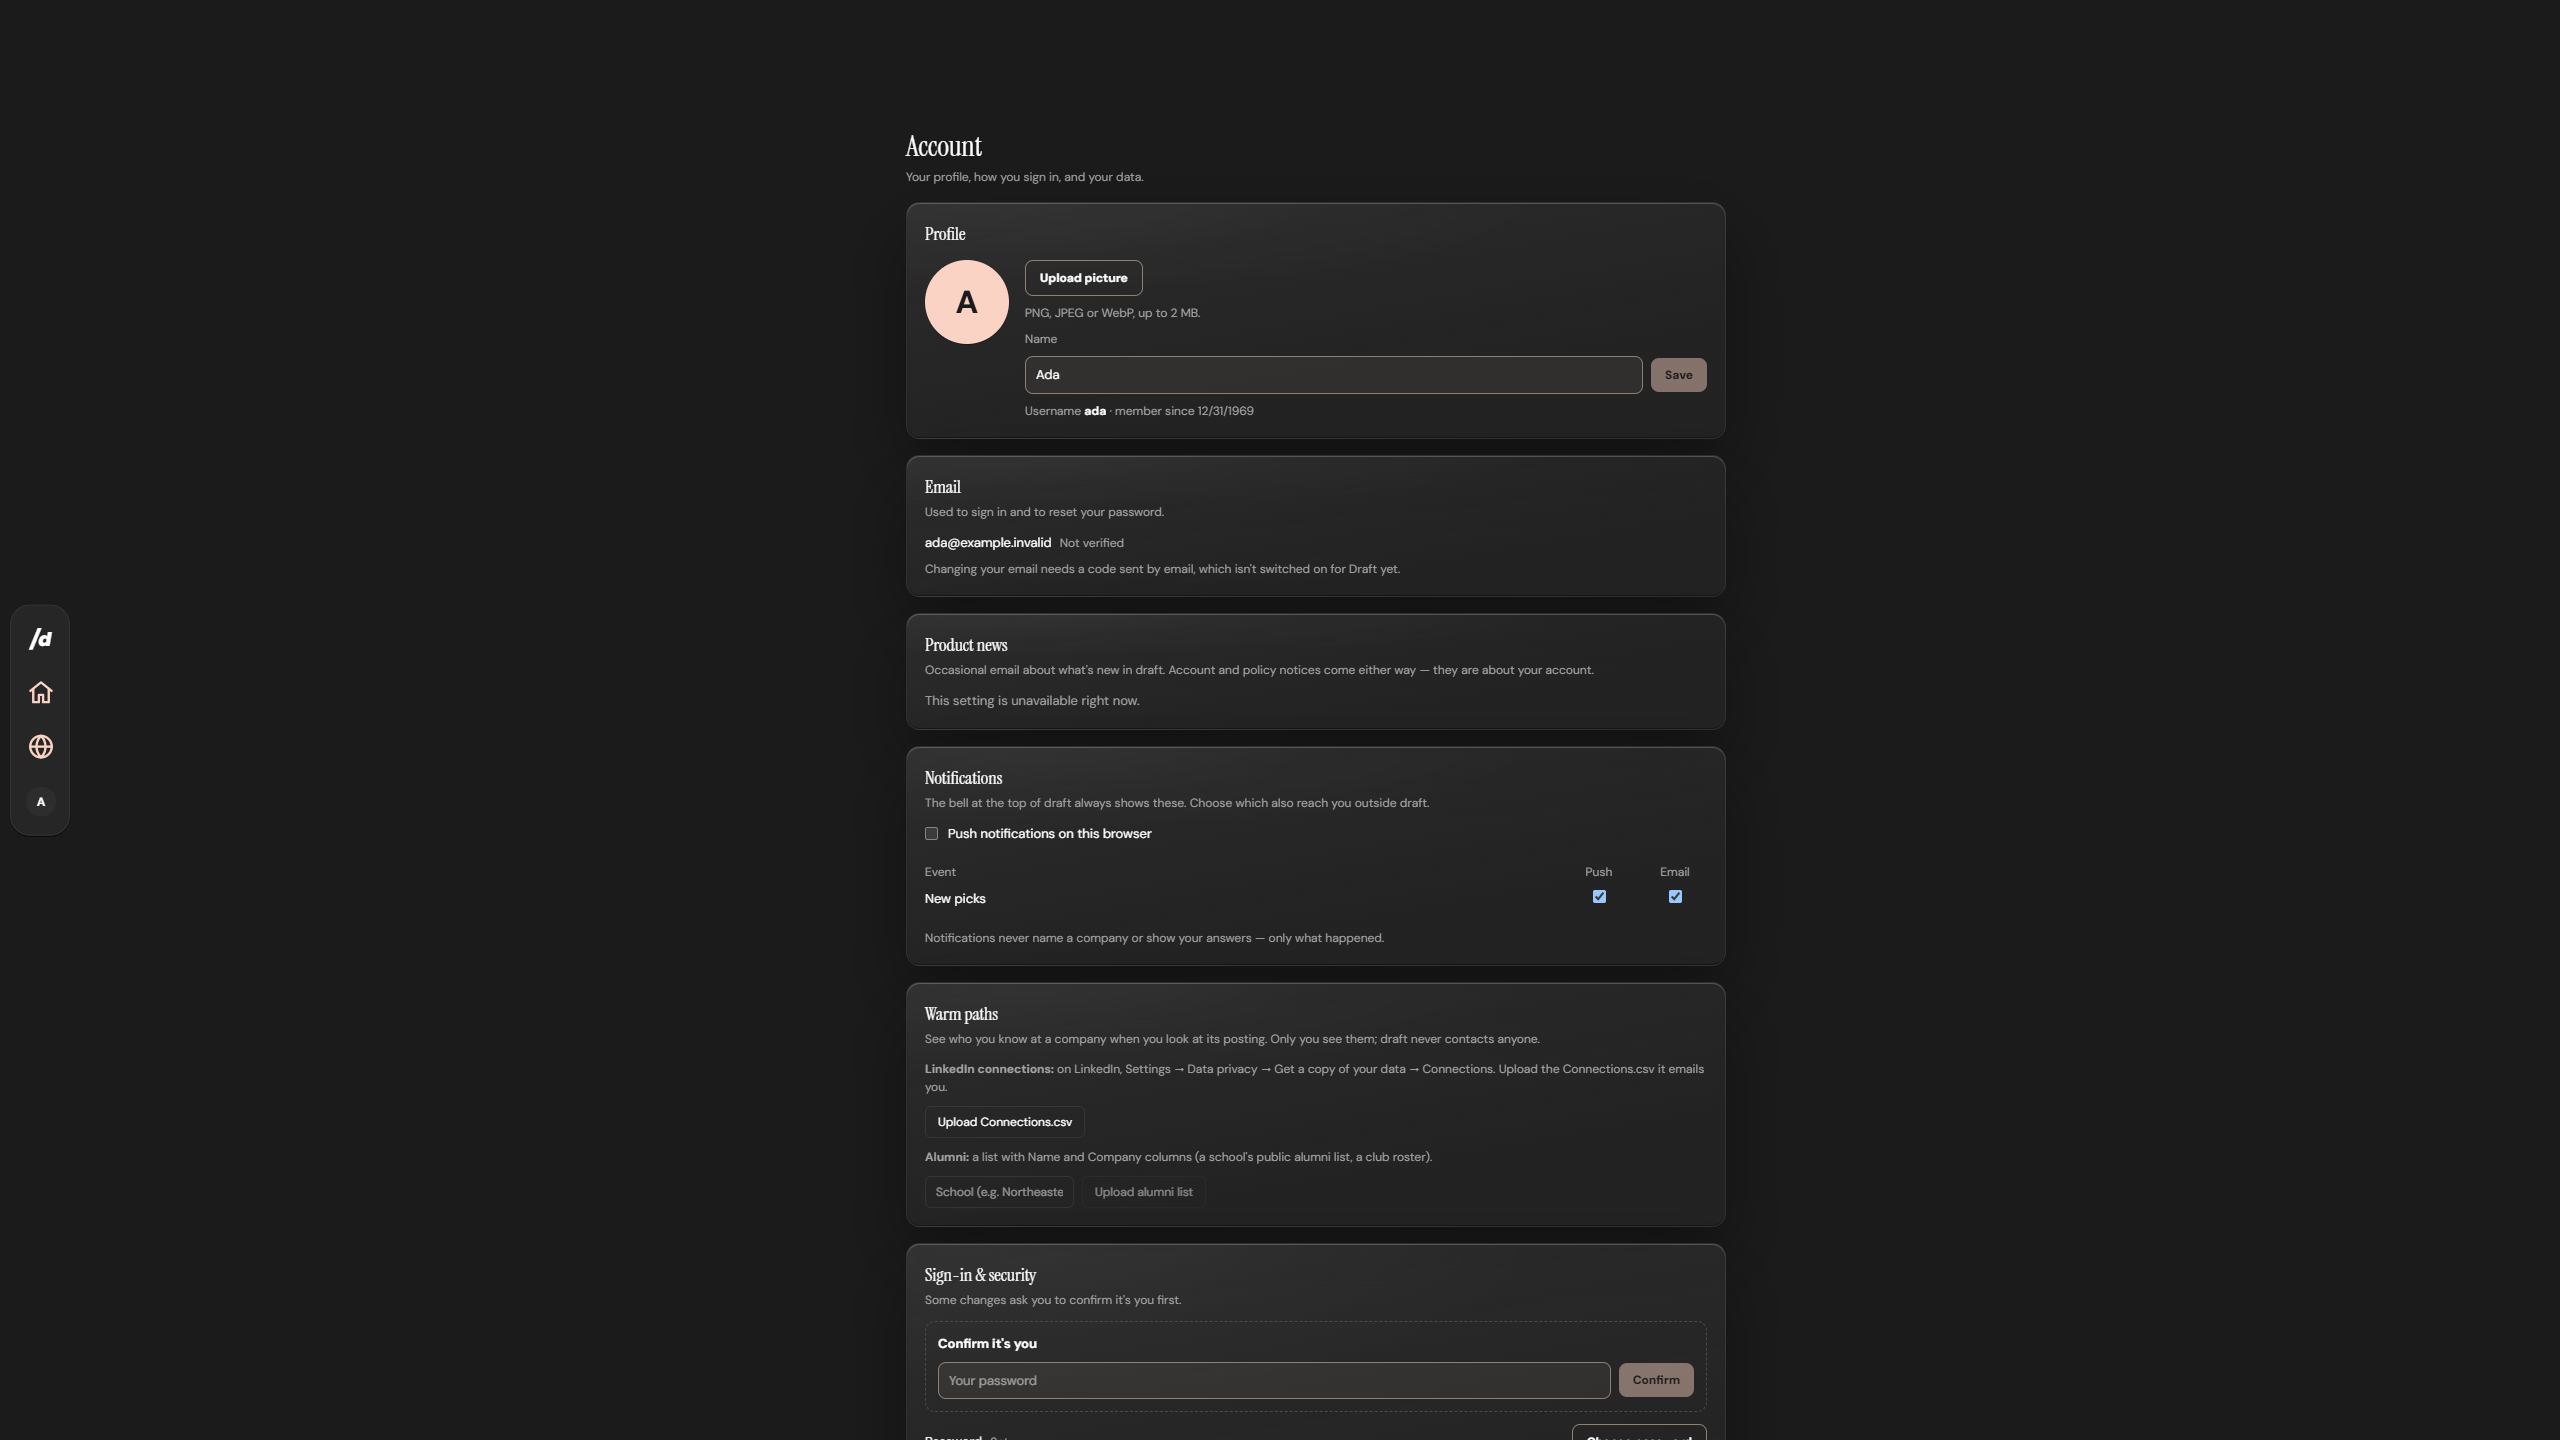 Account
Your profile, how you sign in, and your data.
Profile
A
Upload picture
PNG, JPEG or WebP, up to 2 MB.
Name
Ada
Save
Username ada · member since 12/31/1969
Email
Used to sign in and to reset your password.
ada@example.invalid Not verified
Changing your email needs a code sent by email, which isn't switched on for Draft yet.
/d
Product news
Occasional email about what's new in draft. Account and policy notices come either way — they are about your account.
This setting is unavailable right now.
A
Notifications
The bell at the top of draft always shows these. Choose which also reach you outside draft.
Push notifications on this browser
Event Push Email
New picks
Notifications never name a company or show your answers — only what happened.
Warm paths
See who you know at a company when you look at its posting. Only you see them; draft never contacts anyone.
LinkedIn connections: on LinkedIn, Settings → Data privacy → Get a copy of your data → Connections. Upload the Connections.csv it emails
you.
Upload Connections.csv
Alumni: a list with Name and Company columns (a school's public alumni list, a club roster).
School (e.g. Northeaste
Upload alumni list
Sign-in & security
Some changes ask you to confirm it's you first.
Confirm it's you
Your password
Confirm